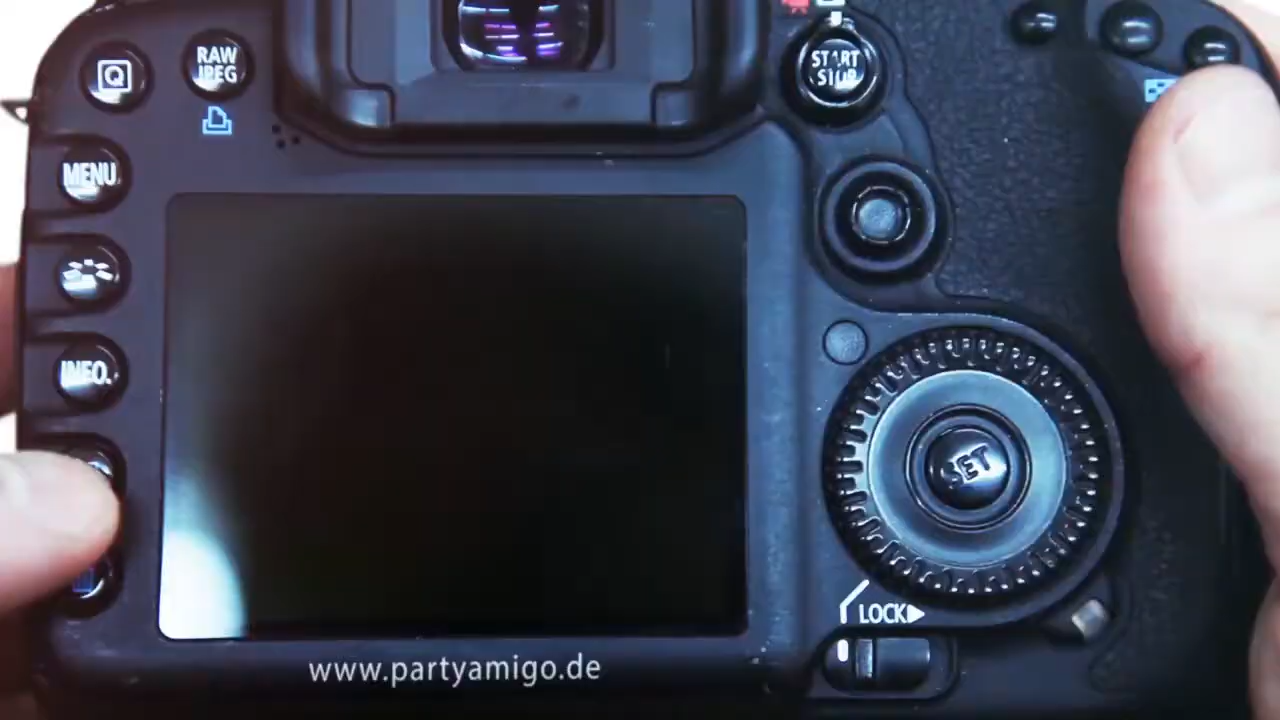 Q
RAW
JPEG
START
STOP
MENU
INFO.
SET
LOCK
www.partyamigo.de